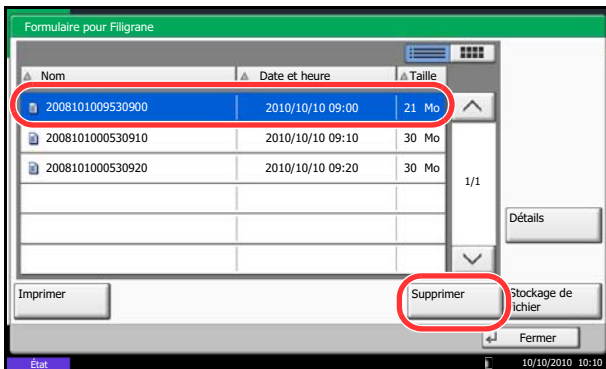 Formulaire pour Filigrane
Nom Date et heure Taille
2008101009530900 2010/10/10 09:00 21 Mo
2008101000530910 2010/10/10 09:10 30 Mo
2008101000530920 2010/10/10 09:20 30 Mo
1/1
Détails
Imprimer Supprimer Stockage de
fichier
Fermer
État 10/10/2010 10:10